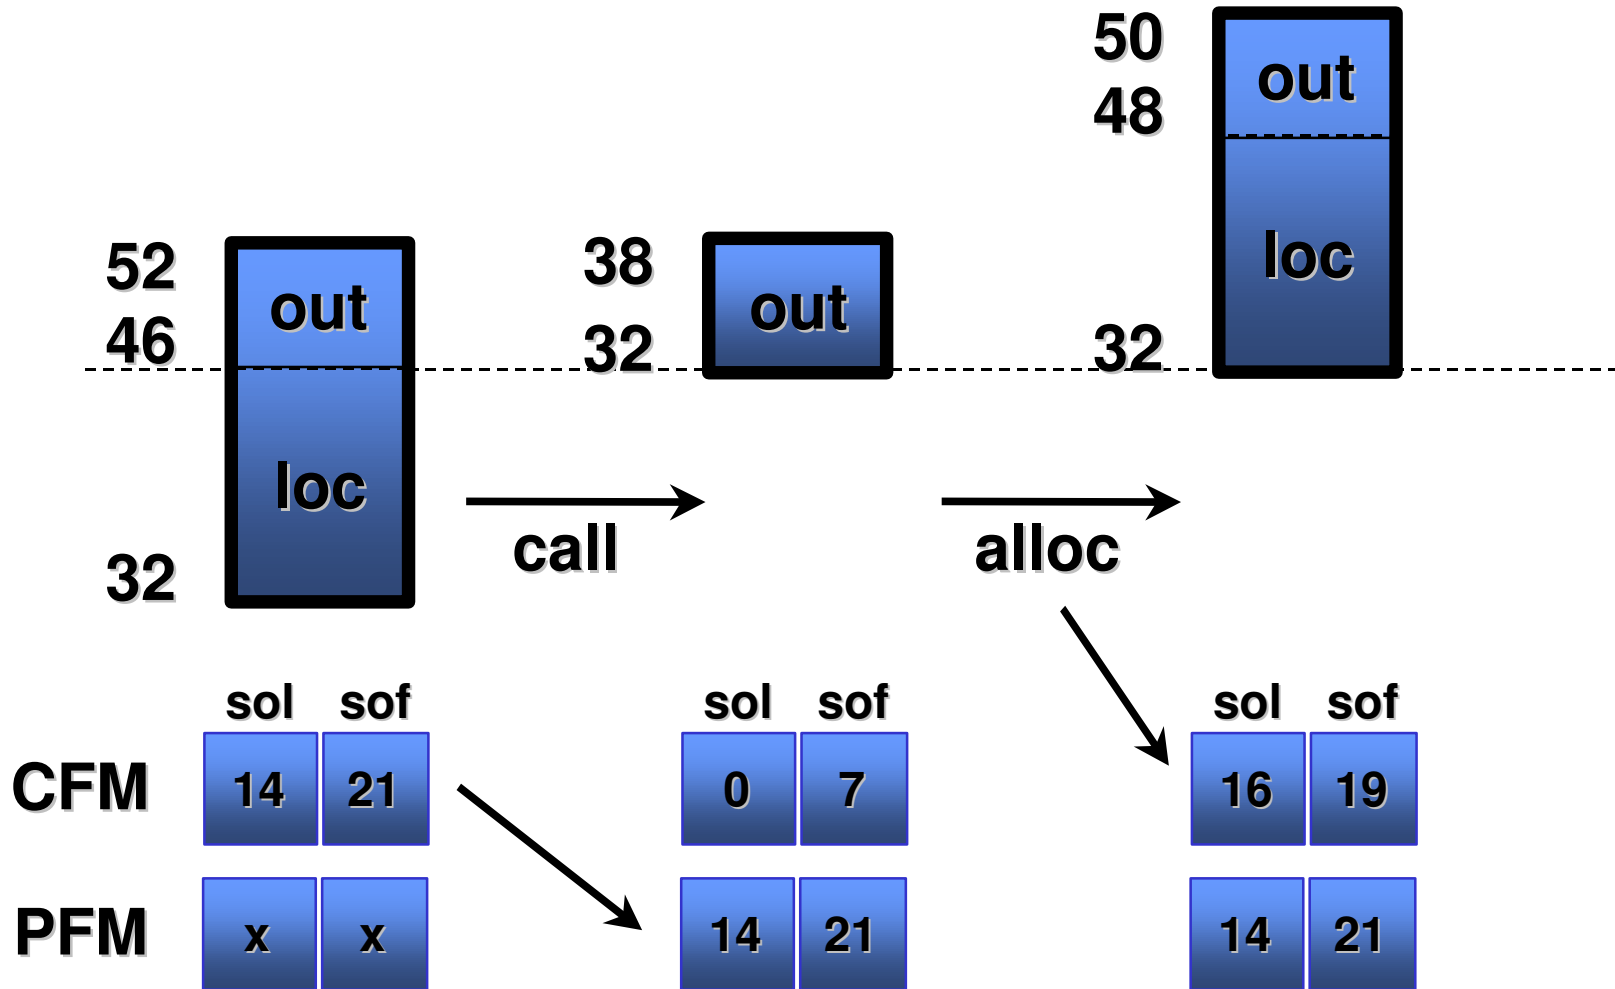 50
out
48
52
out
46
38
out
32
loc
32
loc
32
call
alloc
sol sof
sol sof
sol sof
CFM 14 21
0 7
16 19
PFM x x
14 21
14 21